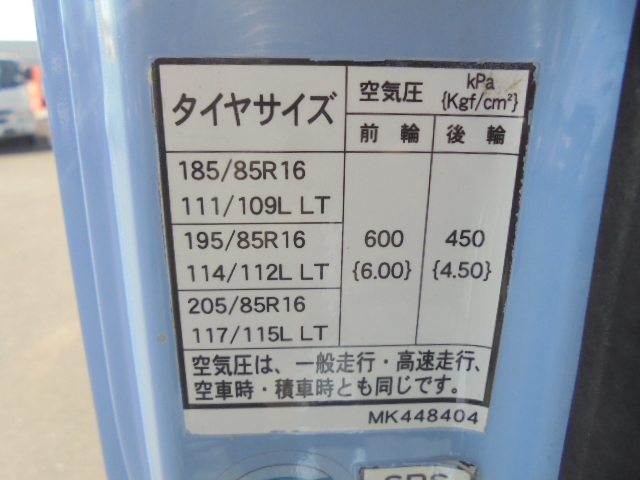 タイヤサイズ
空気圧 kPa
{Kgf/cm²}
前輪 後輪
185/85R16
111/109L LT
195/85R16
114/112L LT
205/85R16
117/115L LT
600 450
{6.00} {4.50}
空気圧は、一般走行・高速走行、
空車時・積車時とも同じです。
MK448404